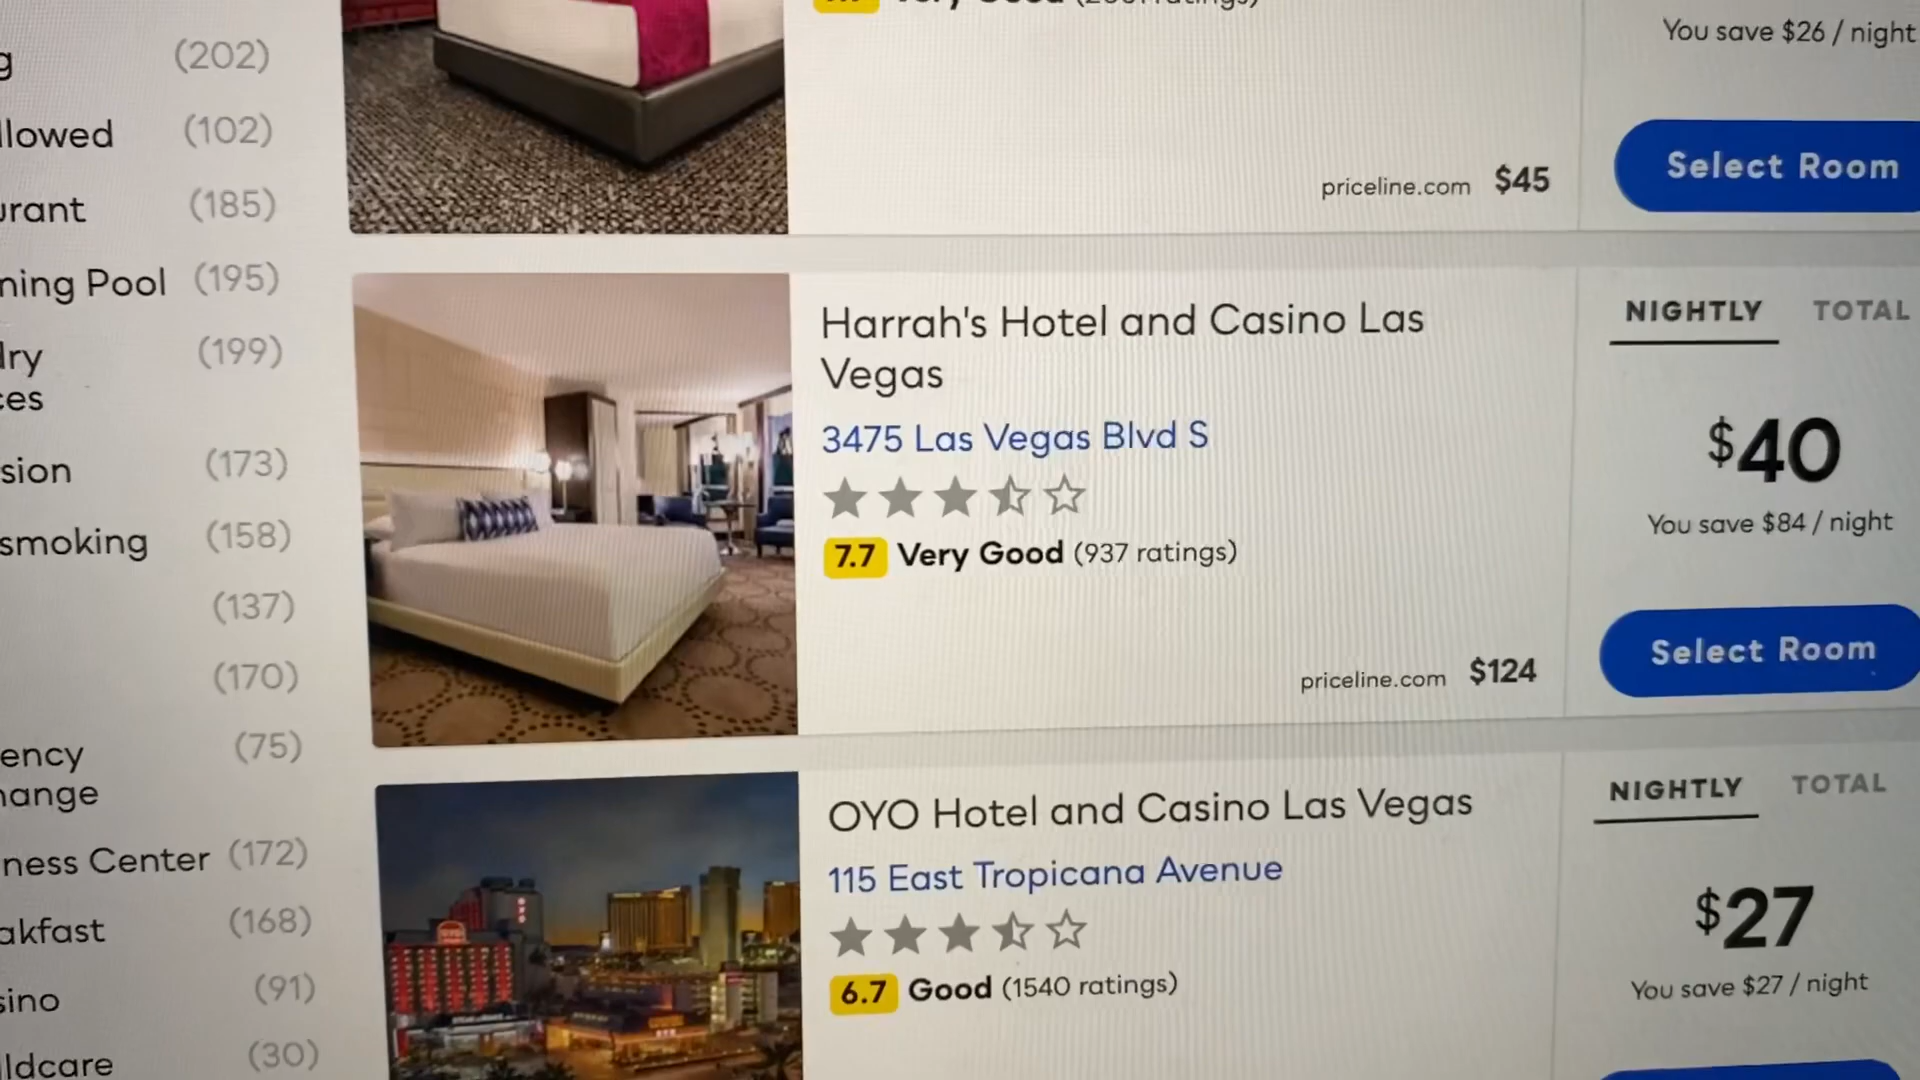 (202)
llowed (102)
urant (185)
ning Pool (195)
dry (199)
ces
sion (173)
smoking (158)
(137)
(170)
ency (75)
hange
ness Center (172)
akfast (168)
sino (91)
ldcare (30)
You save $26 / night
priceline.com $45
Select Room
Harrah's Hotel and Casino Las
Vegas
3475 Las Vegas Blvd S
7.7 Very Good (937 ratings)
priceline.com $124
NIGHTLY TOTAL
$40
You save $84 / night
Select Room
OYO Hotel and Casino Las Vegas
115 East Tropicana Avenue
6.7 Good (1540 ratings)
NIGHTLY TOTAL
$27
You save $27 / night